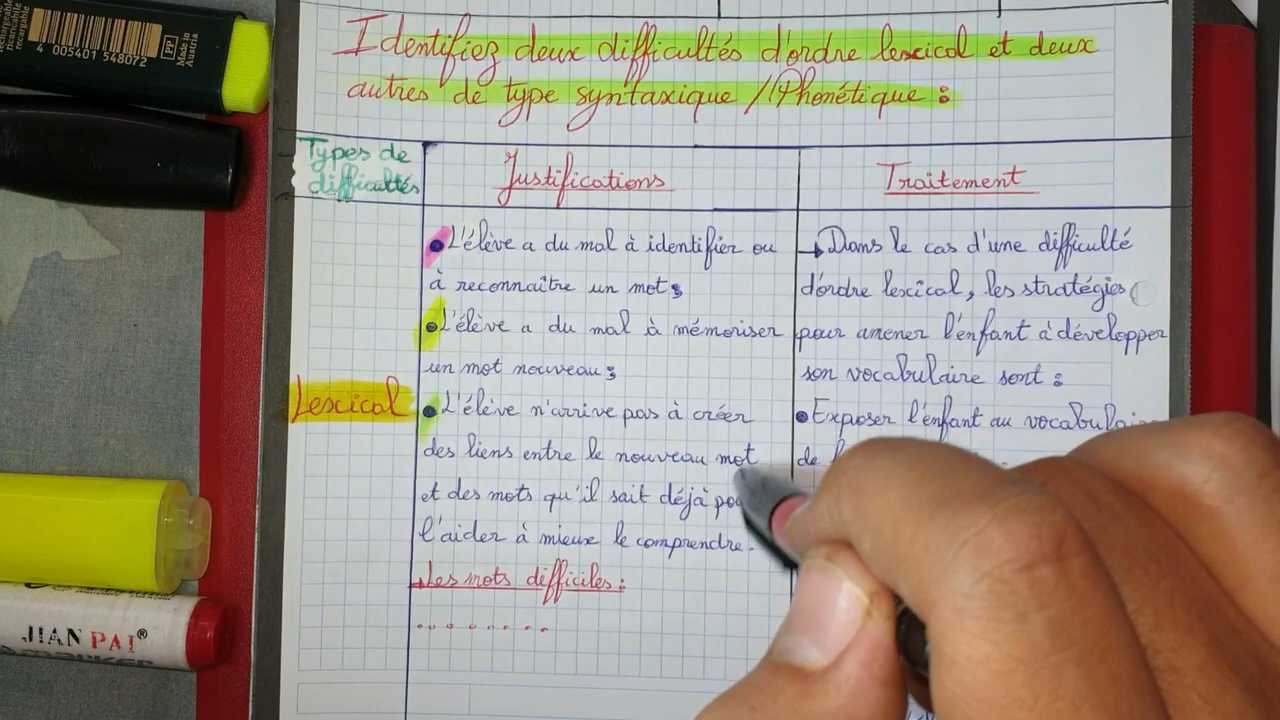 Identifiez deux difficultés d'ordre lexical et deux
autres de type syntaxique / Phonétique :
Types de
difficultés
Justifications
Traitement
Lexical
• L'élève a du mal à identifier ou
à reconnaître un mot;
• L'élève a du mal à mémoriser
un mot nouveau;
• L'élève n'arrive pas à créer
des liens entre le nouveau mot
et des mots qu'il sait déjà
l'aider à mieux le comprendre.
→ Les mots difficiles :
........
→ Dans le cas d'une difficulté
d'ordre lexical, les stratégies
pour amener l'enfant à développer
son vocabulaire sont :
• Exposer l'enfant au vocabulaire
de
4 005401 548072
PP
Made in
Austria
JIAN PAI®